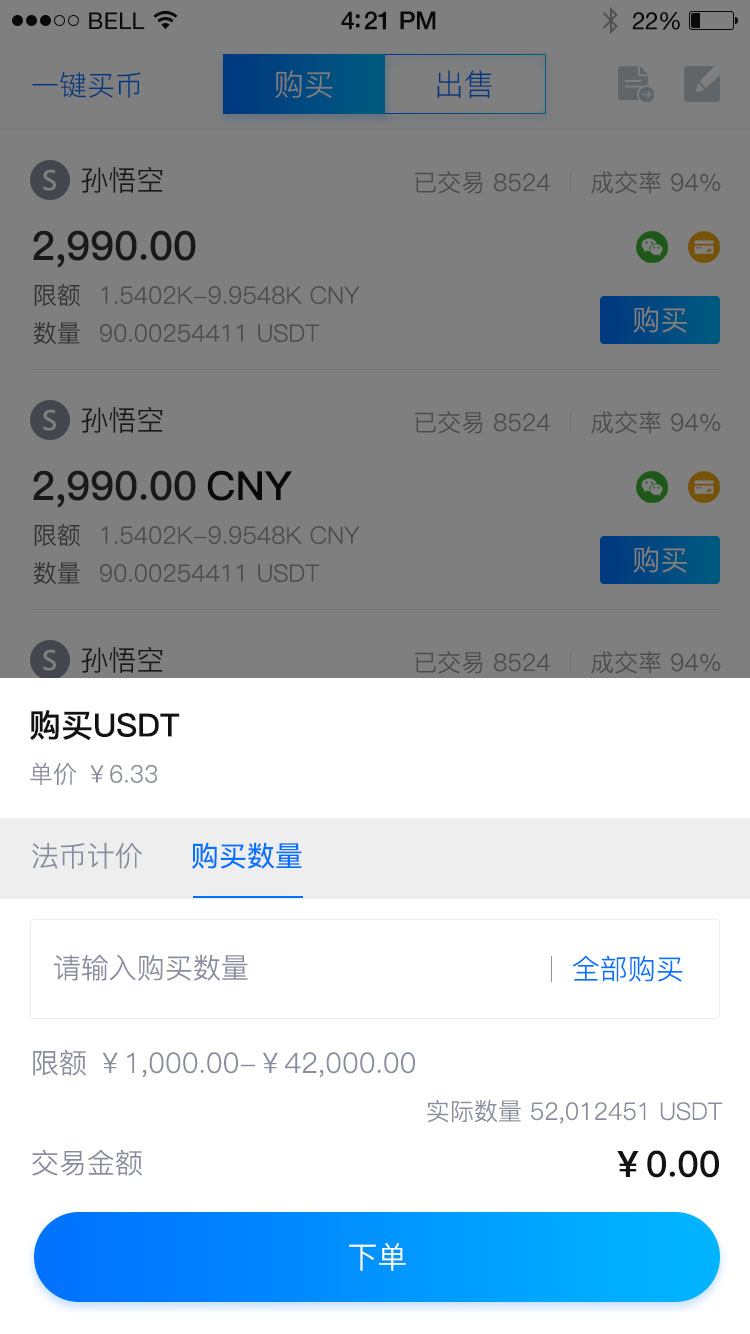 BELL 4:21 PM 22%
一键买币 购买 出售
S 孙悟空 已交易 8524 成交率 94%
2,990.00
限额 1.5402K–9.9548K CNY
购买
数量 90.00254411 USDT
S 孙悟空 已交易 8524 成交率 94%
2,990.00 CNY
限额 1.5402K–9.9548K CNY
购买
数量 90.00254411 USDT
S 孙悟空 已交易 8524 成交率 94%
购买USDT
单价 ¥6.33
法币计价 购买数量
请输入购买数量 全部购买
限额 ¥1,000.00–¥42,000.00
实际数量 52,012451 USDT
交易金额 ¥0.00
下单